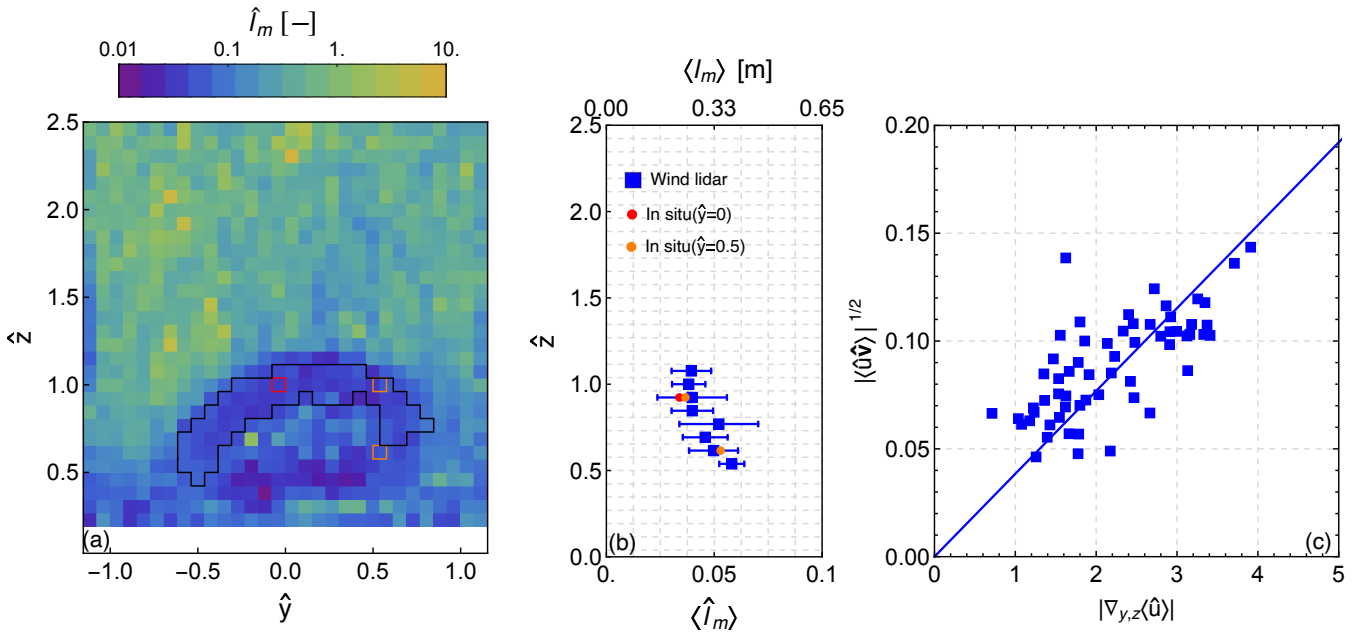 l̂m [−]
0.01 0.1 1. 10.
2.5
2.0
1.5
1.0
0.5
ẑ
(a)
−1.0 −0.5 0.0 0.5 1.0
ŷ
⟨lm⟩ [m]
0.00 0.33 0.65
2.5
2.0
1.5
1.0
0.5
0.0
ẑ
Wind lidar
In situ(ŷ=0)
In situ(ŷ=0.5)
(b)
0. 0.05 0.1
⟨l̂m⟩
0.20
0.15
0.10
0.05
0.00
|⟨ûv̂⟩|1/2
(c)
0 1 2 3 4 5
|∇y,z⟨û⟩|